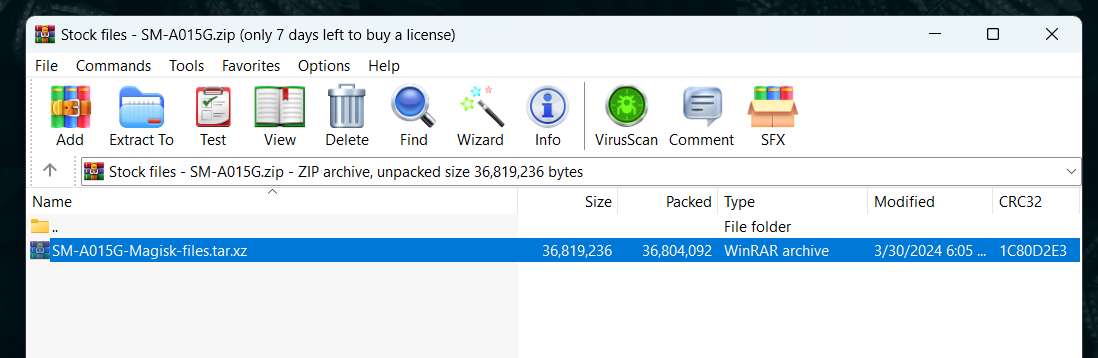 Stock files - SM-A015G.zip (only 7 days left to buy a license)
File Commands Tools Favorites Options Help
Add Extract To Test View Delete Find Wizard Info VirusScan Comment SFX
Stock files - SM-A015G.zip - ZIP archive, unpacked size 36,819,236 bytes
Name Size Packed Type Modified CRC32
.. File folder
SM-A015G-Magisk-files.tar.xz 36,819,236 36,804,092 WinRAR archive 3/30/2024 6:05 ... 1C80D2E3